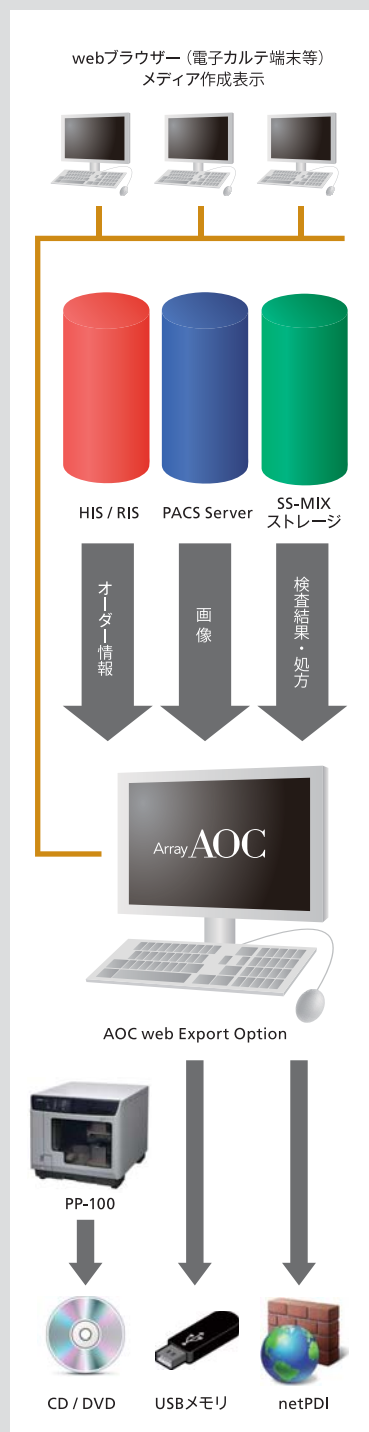 webブラウザー（電子カルテ端末等）
メディア作成表示
HIS / RIS
PACS Server
SS-MIX
ストレージ
オーダー情報
画像
検査結果・処方
Array AOC
AOC web Export Option
PP-100
CD / DVD
USBメモリ
netPDI